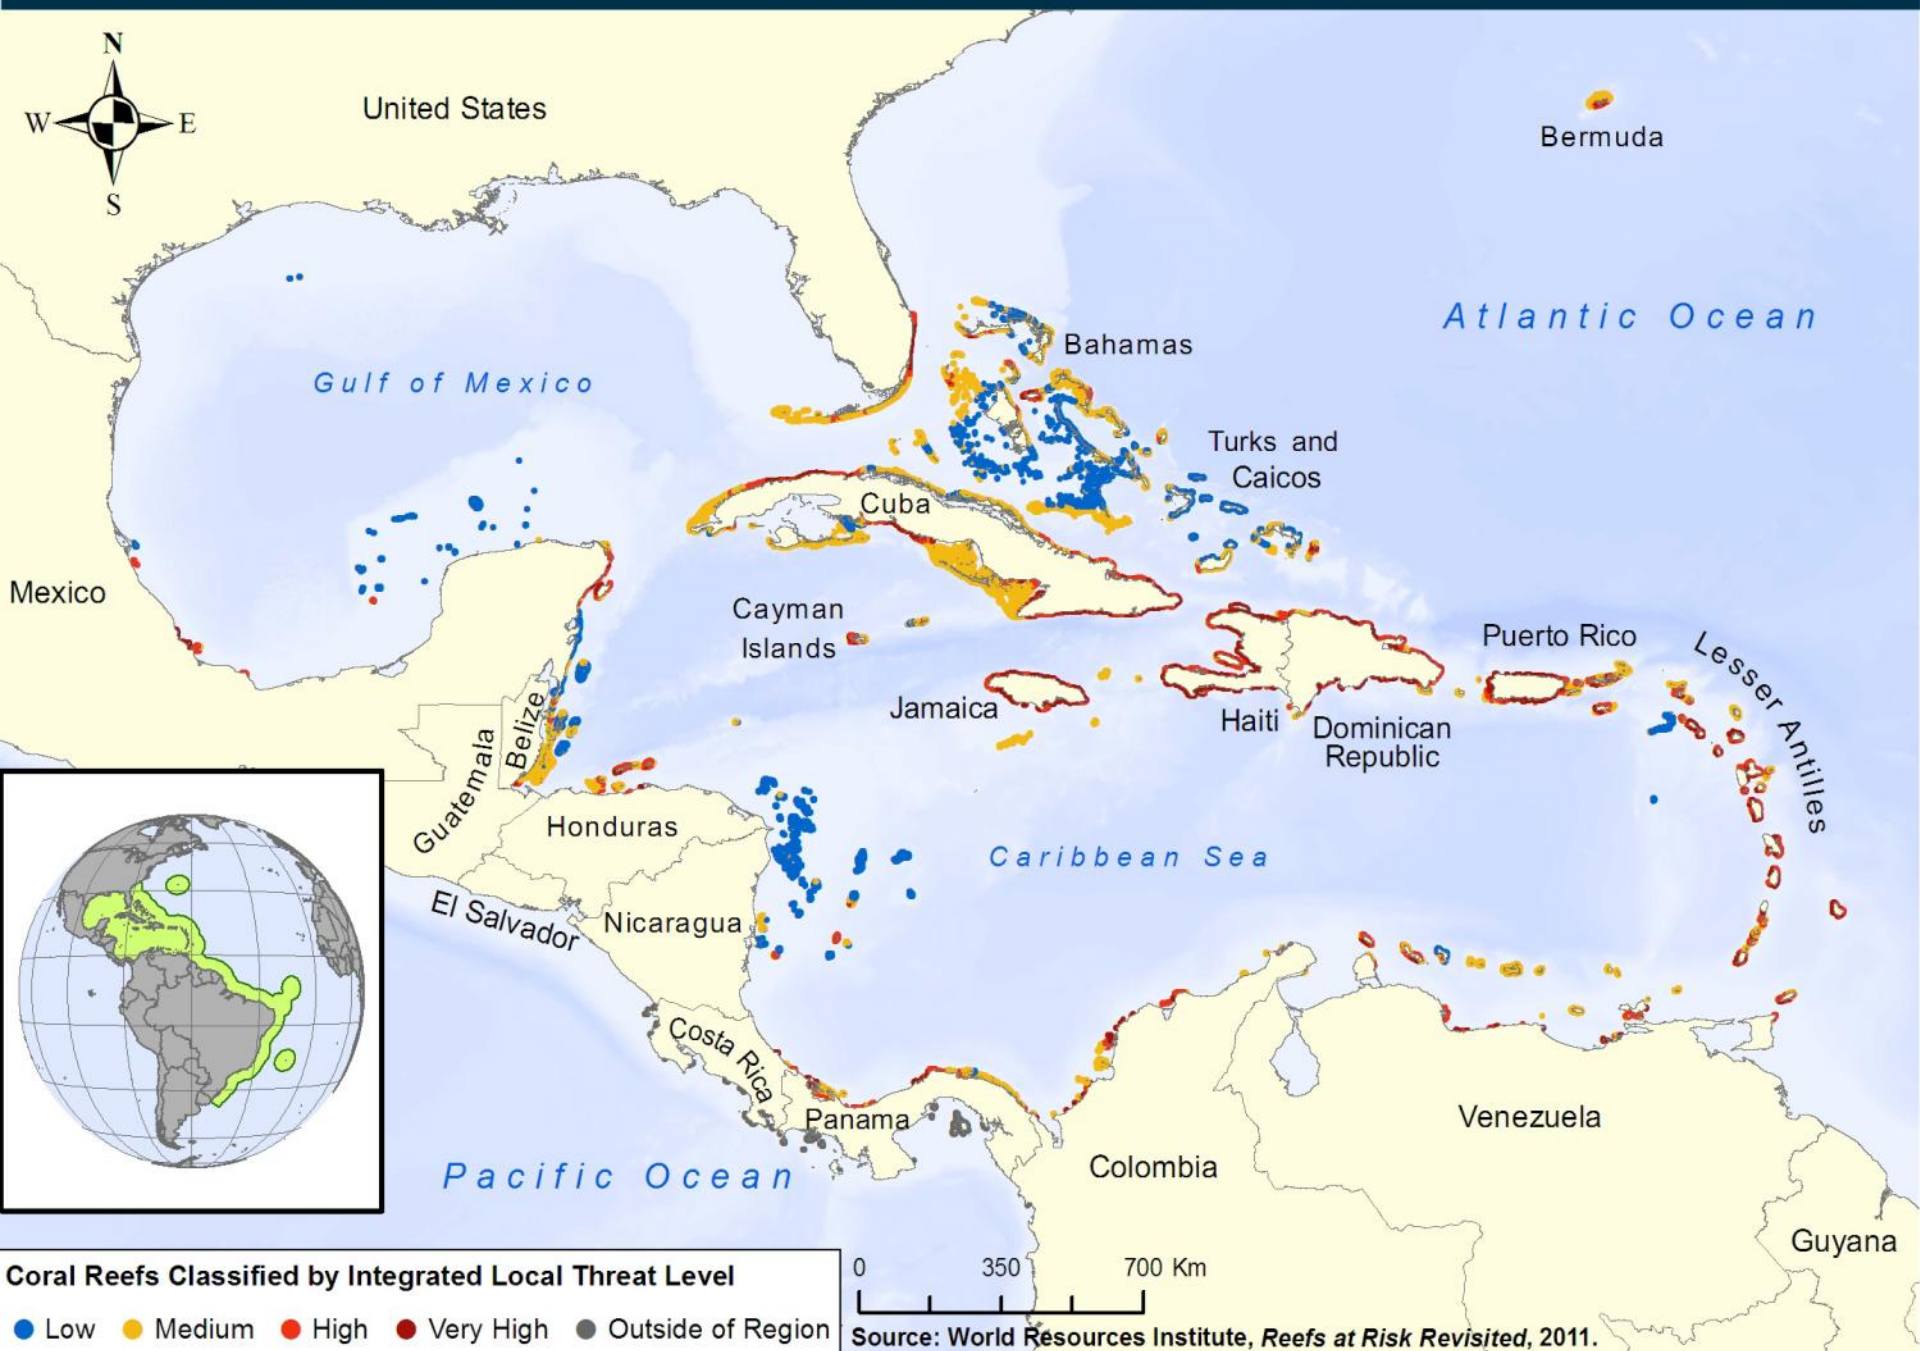 N
W
E
S
United States
Bermuda
Atlantic Ocean
Bahamas
Gulf of Mexico
Turks and
Caicos
Cuba
Mexico
Cayman
Islands
Puerto Rico
Lesser Antilles
Jamaica
Haiti
Dominican
Republic
Belize
Guatemala
Honduras
Caribbean Sea
El Salvador
Nicaragua
Costa Rica
Panama
Venezuela
Colombia
Pacific Ocean
Guyana
Coral Reefs Classified by Integrated Local Threat Level
Low
Medium
High
Very High
Outside of Region
0 350 700 Km
Source: World Resources Institute, Reefs at Risk Revisited, 2011.